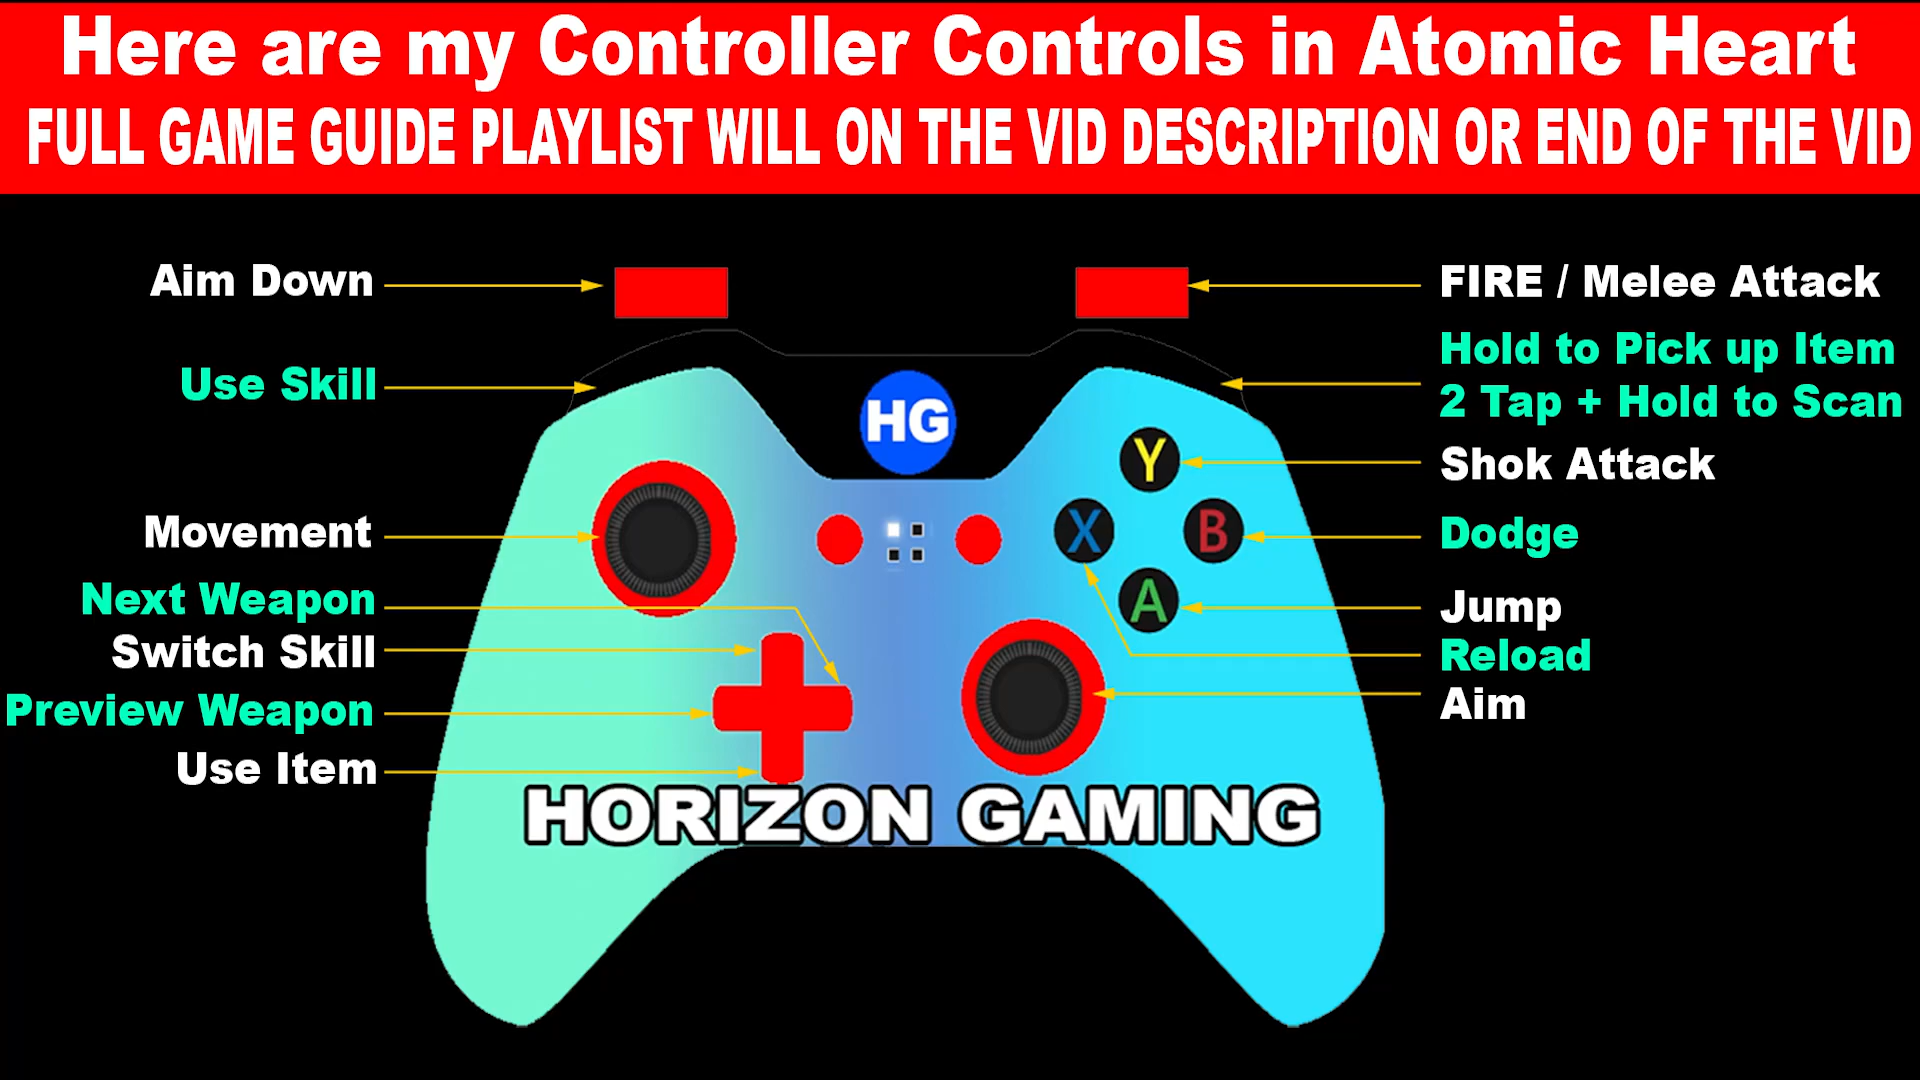 Here are my Controller Controls in Atomic Heart
FULL GAME GUIDE PLAYLIST WILL ON THE VID DESCRIPTION OR END OF THE VID
Aim Down
Use Skill
Movement
Next Weapon
Switch Skill
Preview Weapon
Use Item
HG
Y
X
B
A
FIRE / Melee Attack
Hold to Pick up Item
2 Tap + Hold to Scan
Shok Attack
Dodge
Jump
Reload
Aim
HORIZON GAMING